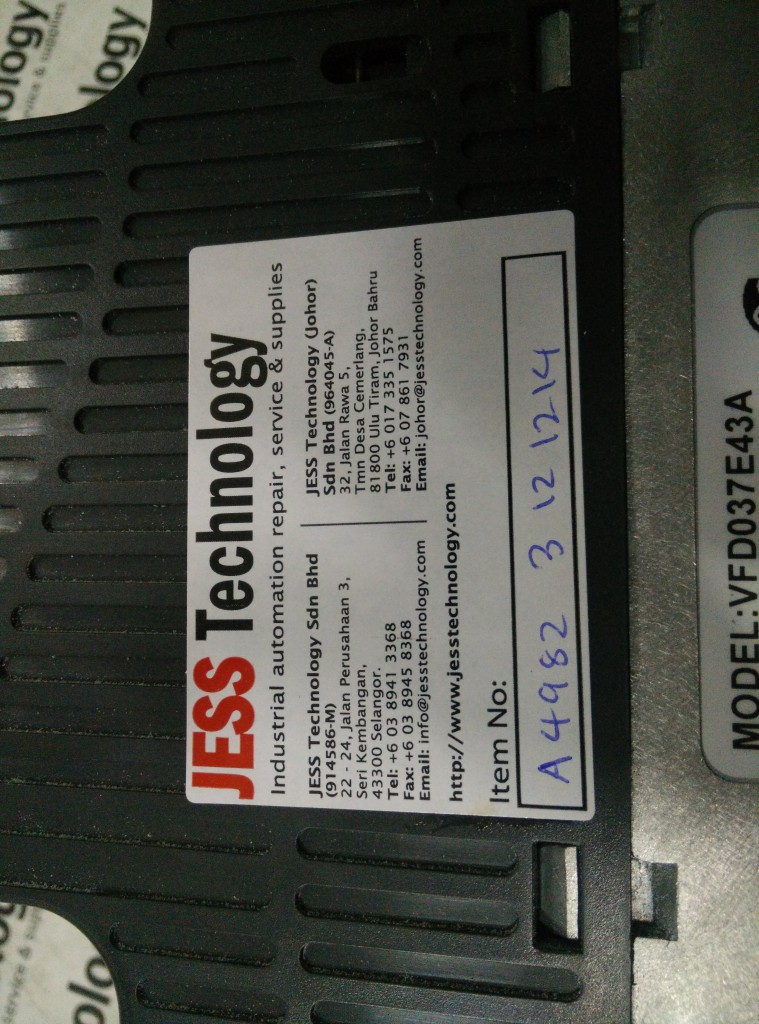 JESS Technology
Industrial automation repair, service & supplies
JESS Technology Sdn Bhd
(914586-M)
22 - 24, Jalan Perusahaan 3,
Seri Kembangan,
43300 Selangor.
Tel: +6 03 8941 3368
Fax: +6 03 8945 8368
Email: info@jesstechnology.com
JESS Technology (Johor)
Sdn Bhd (964045-A)
32, Jalan Rawa 5,
Tmn Desa Cemerlang,
81800 Ulu Tiram, Johor Bahru
Tel: +6 017 335 1575
Fax: +6 07 861 7931
Email: johor@jesstechnology.com
http://www.jesstechnology.com
Item No:
A4982 3 121214
MODEL:VFD037E43A